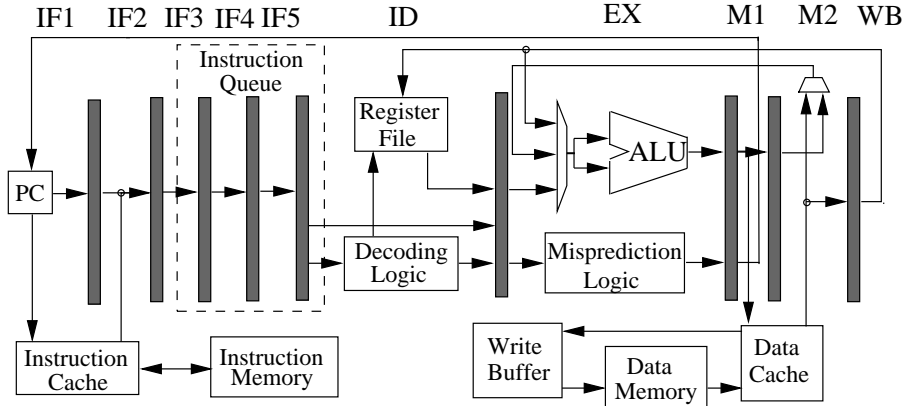 IF1 IF2 IF3 IF4 IF5 ID EX M1 M2 WB
Instruction
Queue
Register
File
ALU
PC
Decoding
Logic
Misprediction
Logic
Instruction
Cache
Instruction
Memory
Write
Buffer
Data
Memory
Data
Cache